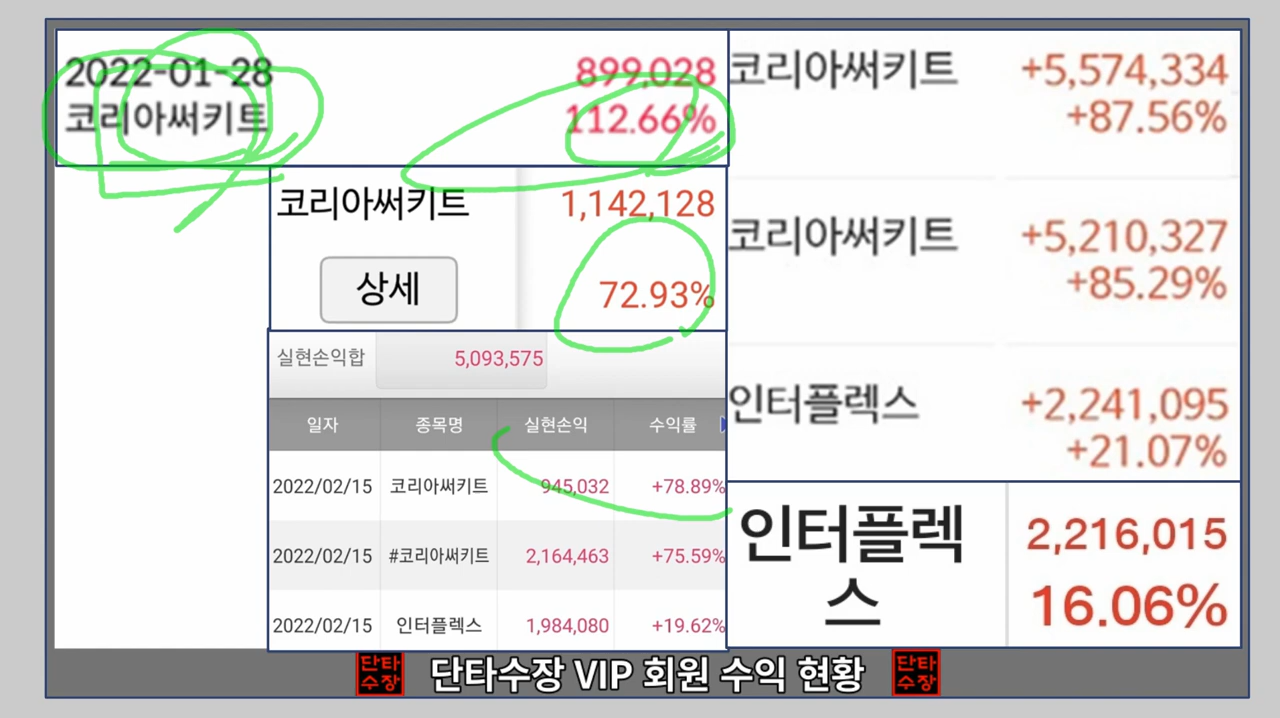 2022-01-28 899,028
코리아써키트 112.66%
코리아써키트 1,142,128
상세 72.93%
실현손익합 5,093,575
일자 종목명 실현손익 수익률
2022/02/15 코리아써키트 945,032 +78.89%
2022/02/15 #코리아써키트 2,164,463 +75.59%
2022/02/15 인터플렉스 1,984,080 +19.62%
코리아써키트 +5,574,334
+87.56%
코리아써키트 +5,210,327
+85.29%
인터플렉스 +2,241,095
+21.07%
인터플렉 2,216,015
스 16.06%
단타
수장
단타수장 VIP 회원 수익 현황
단타
수장